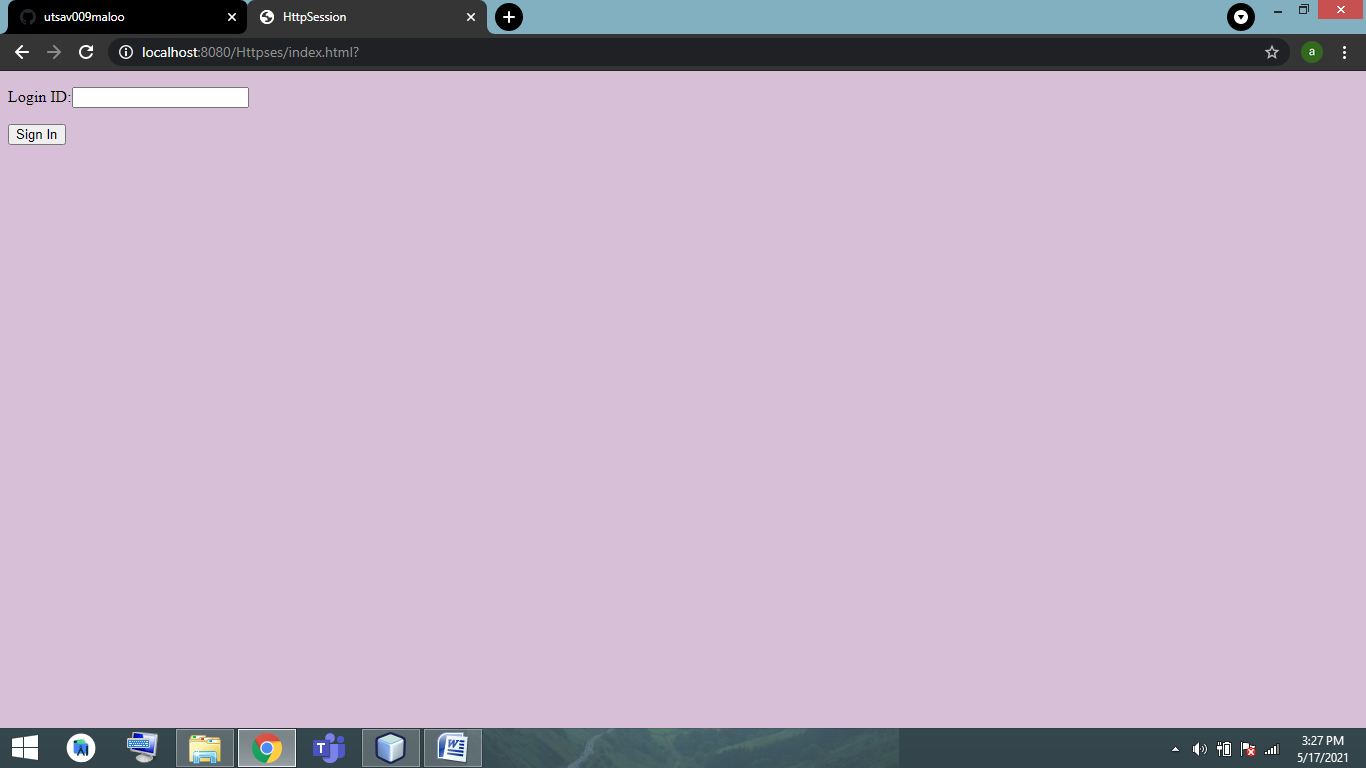 utsav009maloo
HttpSession
localhost:8080/Httpses/index.html?
a
Login ID:
Sign In
3:27 PM
5/17/2021